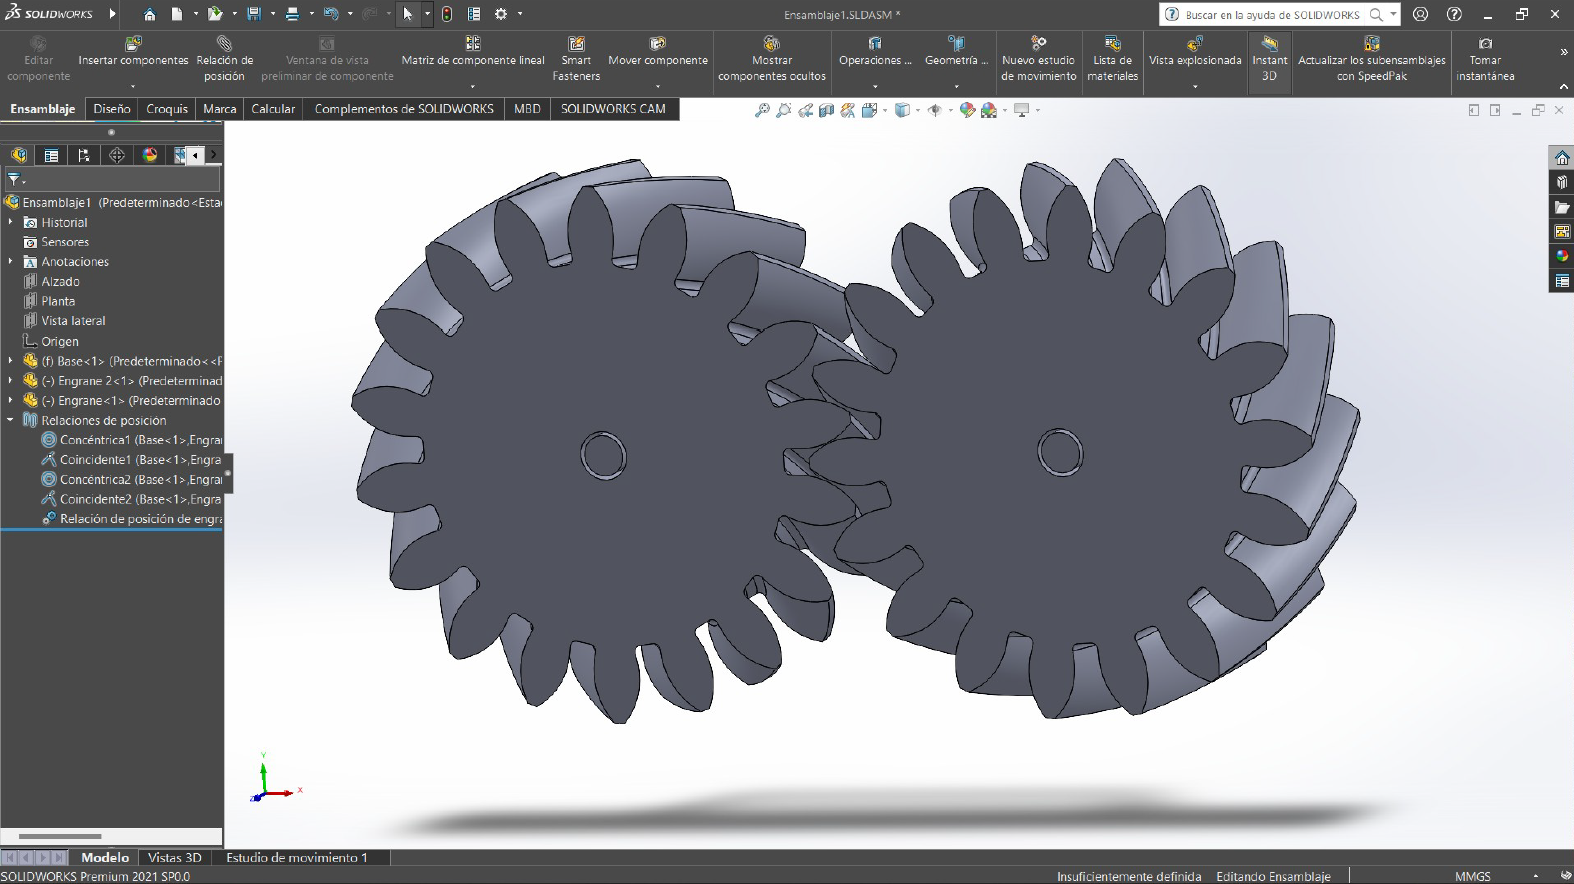 SOLIDWORKS
Ensamblaje1.SLDASM *
Buscar en la ayuda de SOLIDWORKS
Editar componente
Insertar componentes
Relación de posición
Ventana de vista preliminar de componente
Matriz de componente lineal
Smart Fasteners
Mover componente
Mostrar componentes ocultos
Operaciones ...
Geometría ...
Nuevo estudio de movimiento
Lista de materiales
Vista explosionada
Instant 3D
Actualizar los subensamblajes con SpeedPak
Tomar instantánea
Ensamblaje
Diseño
Croquis
Marca
Calcular
Complementos de SOLIDWORKS
MBD
SOLIDWORKS CAM
Ensamblaje1 (Predeterminado<Esta
Historial
Sensores
Anotaciones
Alzado
Planta
Vista lateral
Origen
(f) Base<1> (Predeterminado<<P
(-) Engrane 2<1> (Predeterminad
(-) Engrane<1> (Predeterminado
Relaciones de posición
Concéntrica1 (Base<1>,Engra
Coincidente1 (Base<1>,Engra
Concéntrica2 (Base<1>,Engra
Coincidente2 (Base<1>,Engra
Relación de posición de engra
Y
X
Z
Modelo
Vistas 3D
Estudio de movimiento 1
SOLIDWORKS Premium 2021 SP0.0
Insuficientemente definida
Editando Ensamblaje
MMGS